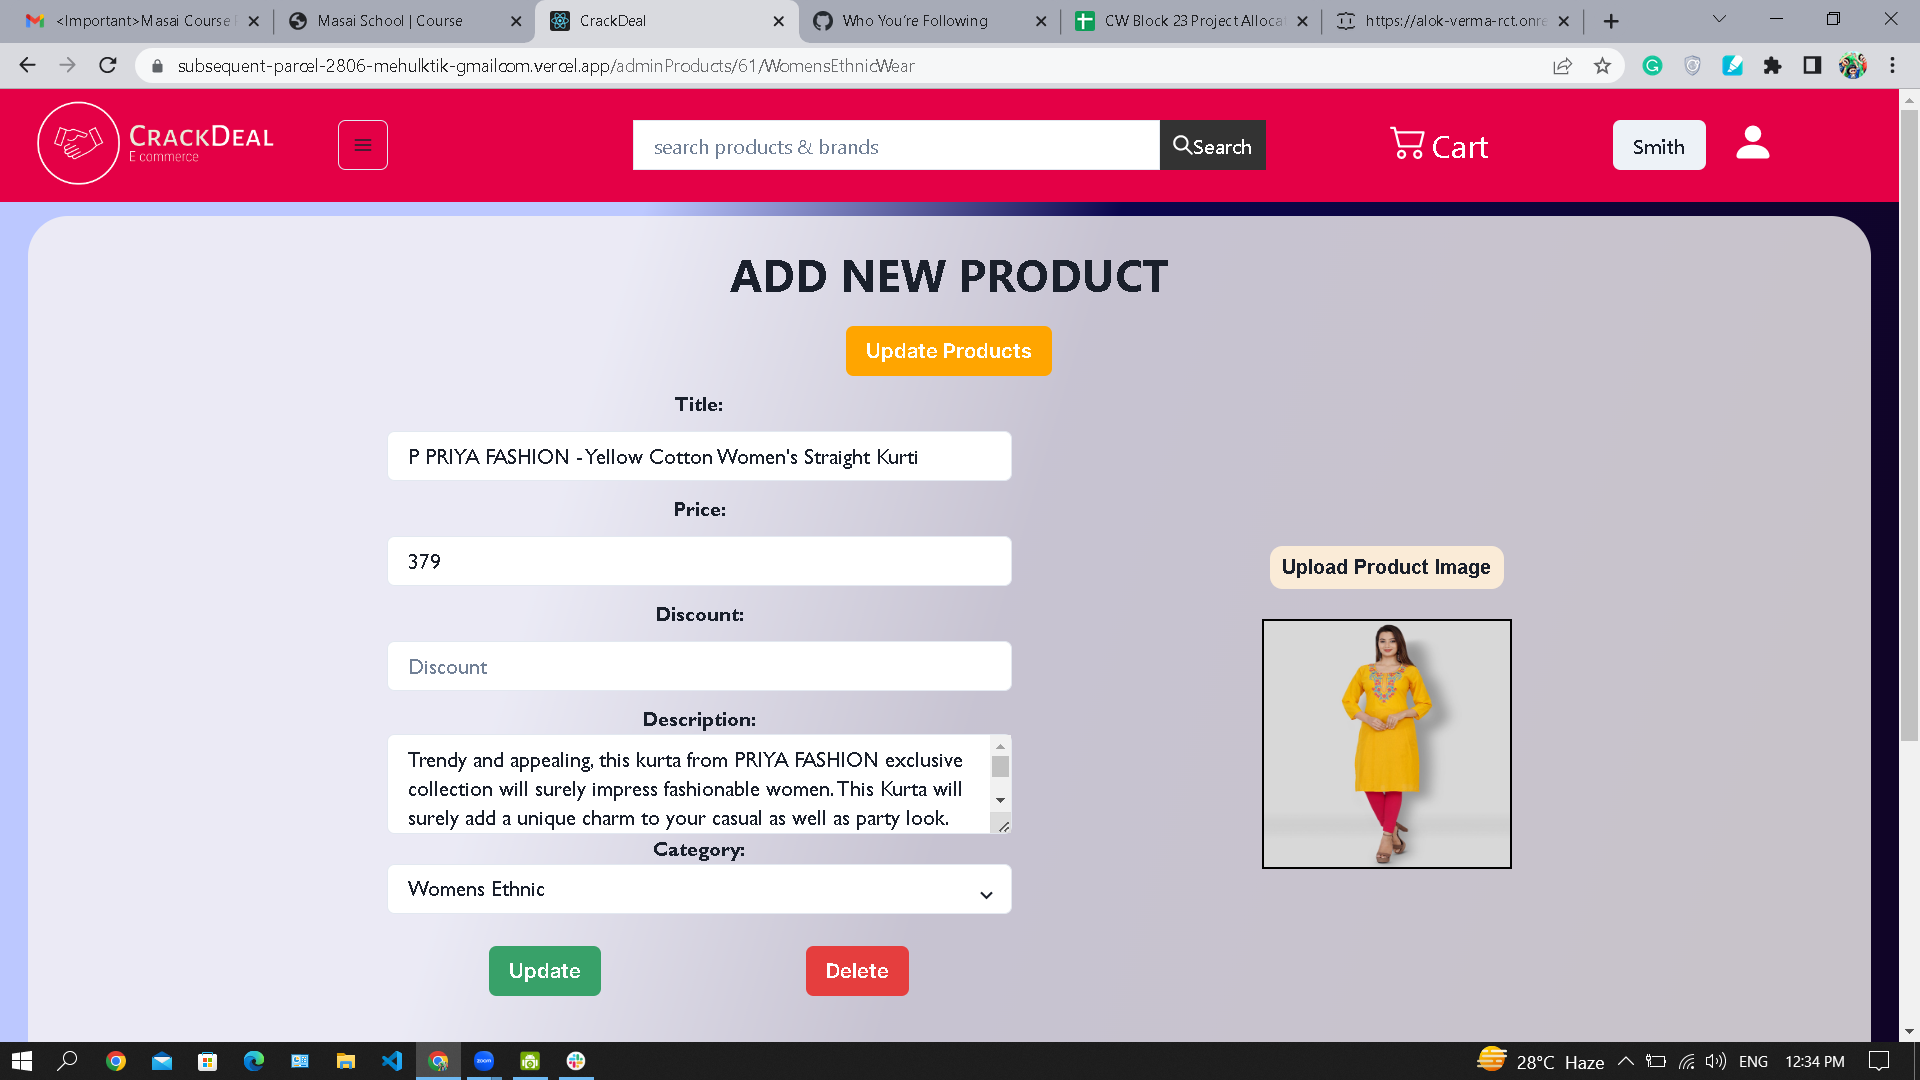 <Important>Masai Course
Masai School | Course
CrackDeal
Who You're Following
CW Block 23 Project Alloca
https://alok-verma-rct.onre
subsequent-parcel-2806-mehulktik-gmailcom.vercel.app/adminProducts/61/WomensEthnicWear
CRACKDEAL
E commerce
search products & brands
Search
Cart
Smith
ADD NEW PRODUCT
Update Products
Title:
P PRIYA FASHION - Yellow Cotton Women's Straight Kurti
Price:
379
Discount:
Discount
Description:
Trendy and appealing, this kurta from PRIYA FASHION exclusive
collection will surely impress fashionable women. This Kurta will
surely add a unique charm to your casual as well as party look.
Category:
Womens Ethnic
Update
Delete
Upload Product Image
zoom
28°C Haze
ENG
12:34 PM